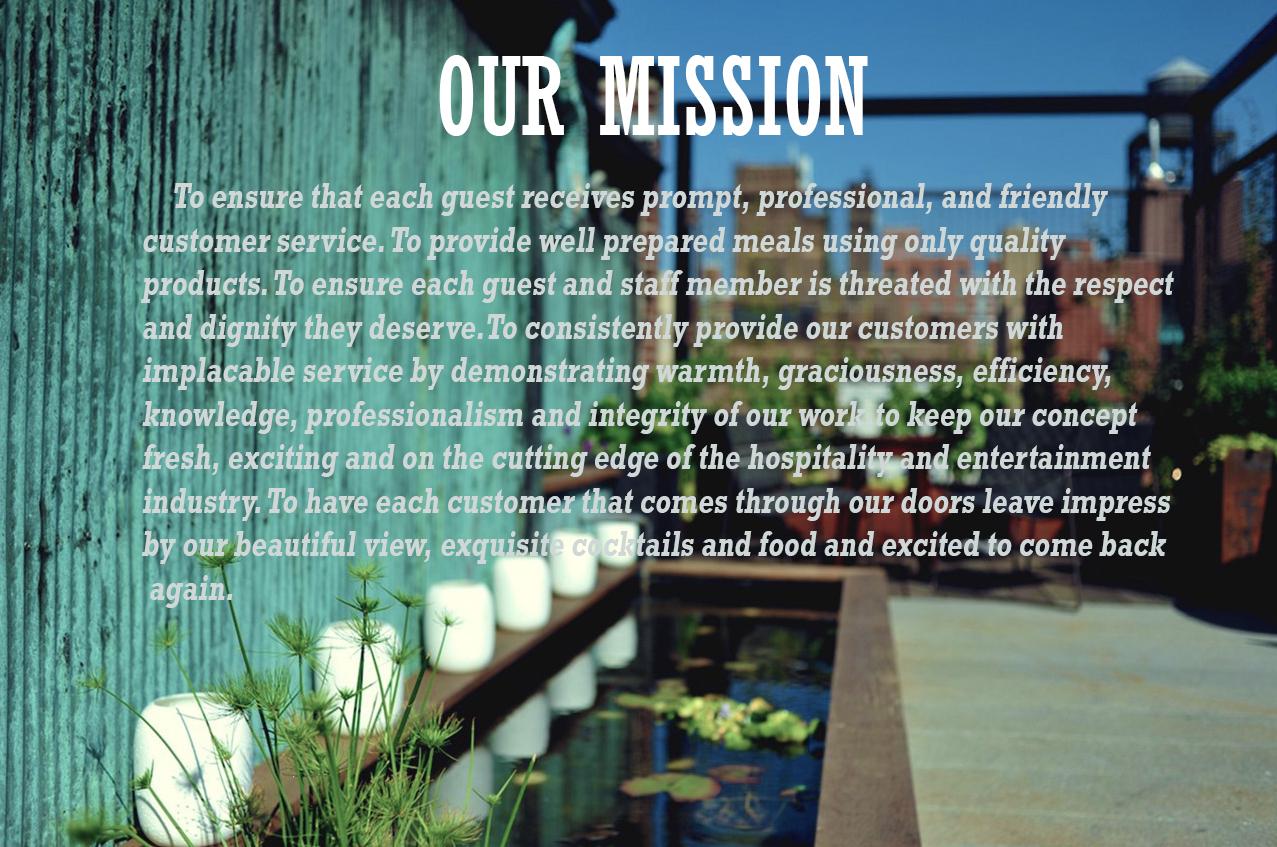 OUR MISSION
To ensure that each guest receives prompt, professional, and friendly
customer service. To provide well prepared meals using only quality
products. To ensure each guest and staff member is threated with the respect
and dignity they deserve. To consistently provide our customers with
implacable service by demonstrating warmth, graciousness, efficiency,
knowledge, professionalism and integrity of our work to keep our concept
fresh, exciting and on the cutting edge of the hospitality and entertainment
industry. To have each customer that comes through our doors leave impress
by our beautiful view, exquisite cocktails and food and excited to come back
again.